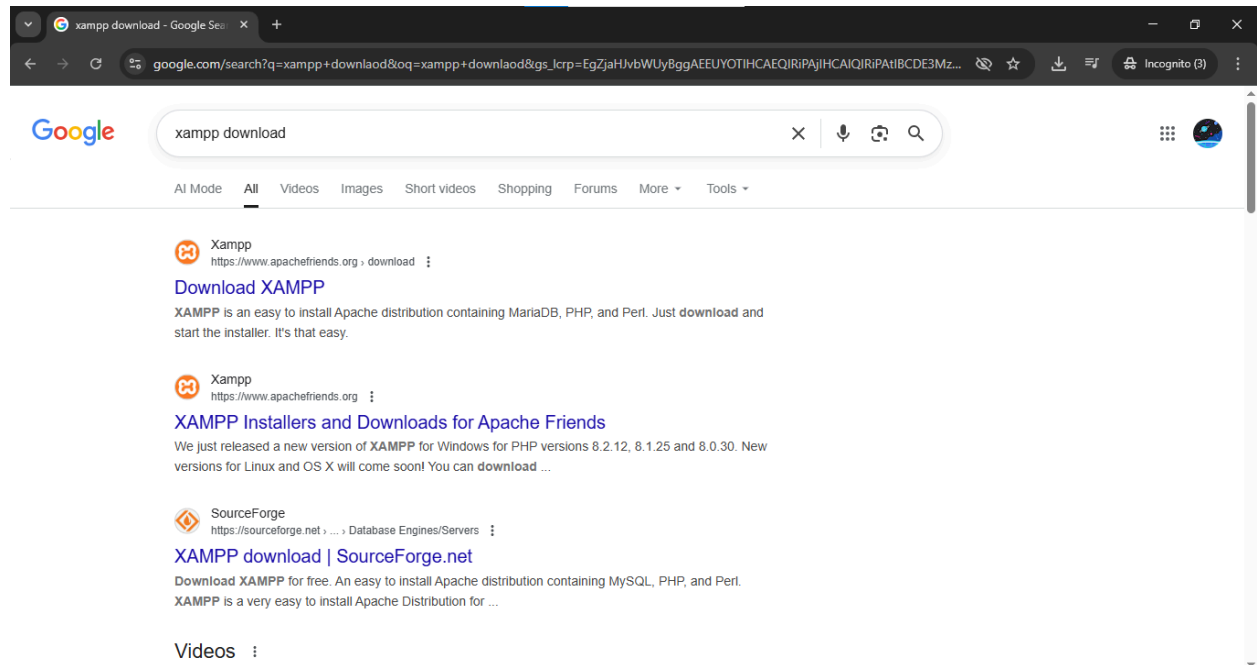 xampp download - Google Sea
google.com/search?q=xampp+downlaod&oq=xampp+downlaod&gs_lcrp=EgZjaHJvbWUyBggAEEUYOTIHCAEQIRiPAjIHCAIQIRiPAtIBCDE3Mz...
Incognito (3)
Google
xampp download
AI Mode All Videos Images Short videos Shopping Forums More Tools
Xampp
https://www.apachefriends.org › download
Download XAMPP
XAMPP is an easy to install Apache distribution containing MariaDB, PHP, and Perl. Just download and
start the installer. It's that easy.
Xampp
https://www.apachefriends.org
XAMPP Installers and Downloads for Apache Friends
We just released a new version of XAMPP for Windows for PHP versions 8.2.12, 8.1.25 and 8.0.30. New
versions for Linux and OS X will come soon! You can download ...
SourceForge
https://sourceforge.net › ... › Database Engines/Servers
XAMPP download | SourceForge.net
Download XAMPP for free. An easy to install Apache distribution containing MySQL, PHP, and Perl.
XAMPP is a very easy to install Apache Distribution for ...
Videos